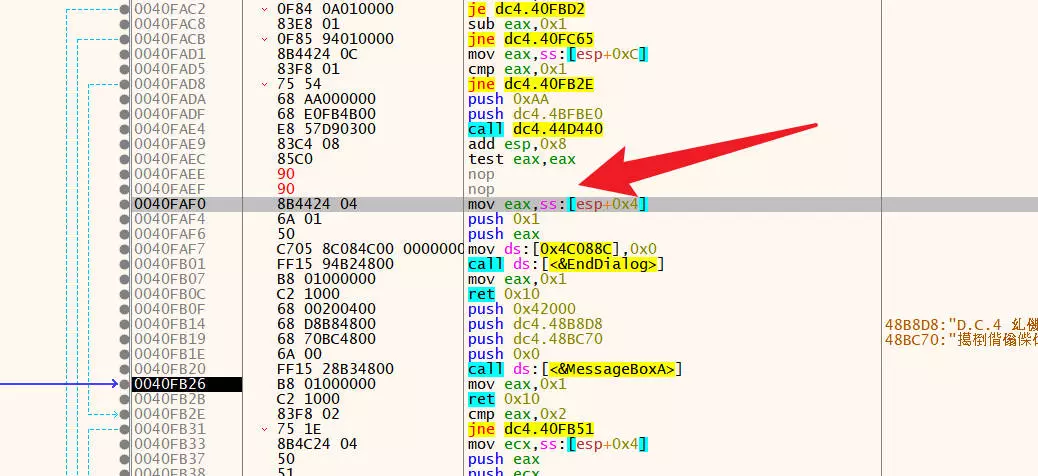 0040FAC2 0F84 0A010000 je dc4.40FBD2
0040FAC8 83E8 01 sub eax,0x1
0040FACB 0F85 94010000 jne dc4.40FC65
0040FAD1 8B4424 0C mov eax,ss:[esp+0xC]
0040FAD5 83F8 01 cmp eax,0x1
0040FAD8 75 54 jne dc4.40FB2E
0040FADA 68 AA000000 push 0xAA
0040FADF 68 E0FB4B00 push dc4.4BFBE0
0040FAE4 E8 57D90300 call dc4.44D440
0040FAE9 83C4 08 add esp,0x8
0040FAEC 85C0 test eax,eax
0040FAEE 90 nop
0040FAEF 90 nop
0040FAF0 8B4424 04 mov eax,ss:[esp+0x4]
0040FAF4 6A 01 push 0x1
0040FAF6 50 push eax
0040FAF7 C705 8C084C00 0000000 mov ds:[0x4C088C],0x0
0040FB01 FF15 94B24800 call ds:[<&EndDialog>]
0040FB07 B8 01000000 mov eax,0x1
0040FB0C C2 1000 ret 0x10
0040FB0F 68 00200400 push 0x42000
0040FB14 68 D8B84800 push dc4.48B8D8 48B8D8:"D.C.4
0040FB19 68 70BC4800 push dc4.48BC70 48BC70:"
0040FB1E 6A 00 push 0x0
0040FB20 FF15 28B34800 call ds:[<&MessageBoxA>]
0040FB26 B8 01000000 mov eax,0x1
0040FB2B C2 1000 ret 0x10
0040FB2E 83F8 02 cmp eax,0x2
0040FB31 75 1E jne dc4.40FB51
0040FB33 8B4C24 04 mov ecx,ss:[esp+0x4]
0040FB37 50 push eax
0040FB38 51 push ecx